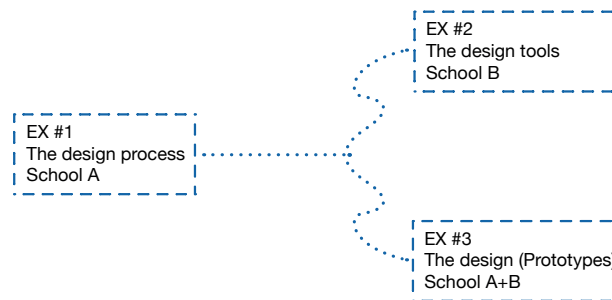 EX #2
The design tools
School B
EX #1
The design process
School A
EX #3
The design (Prototypes)
School A+B